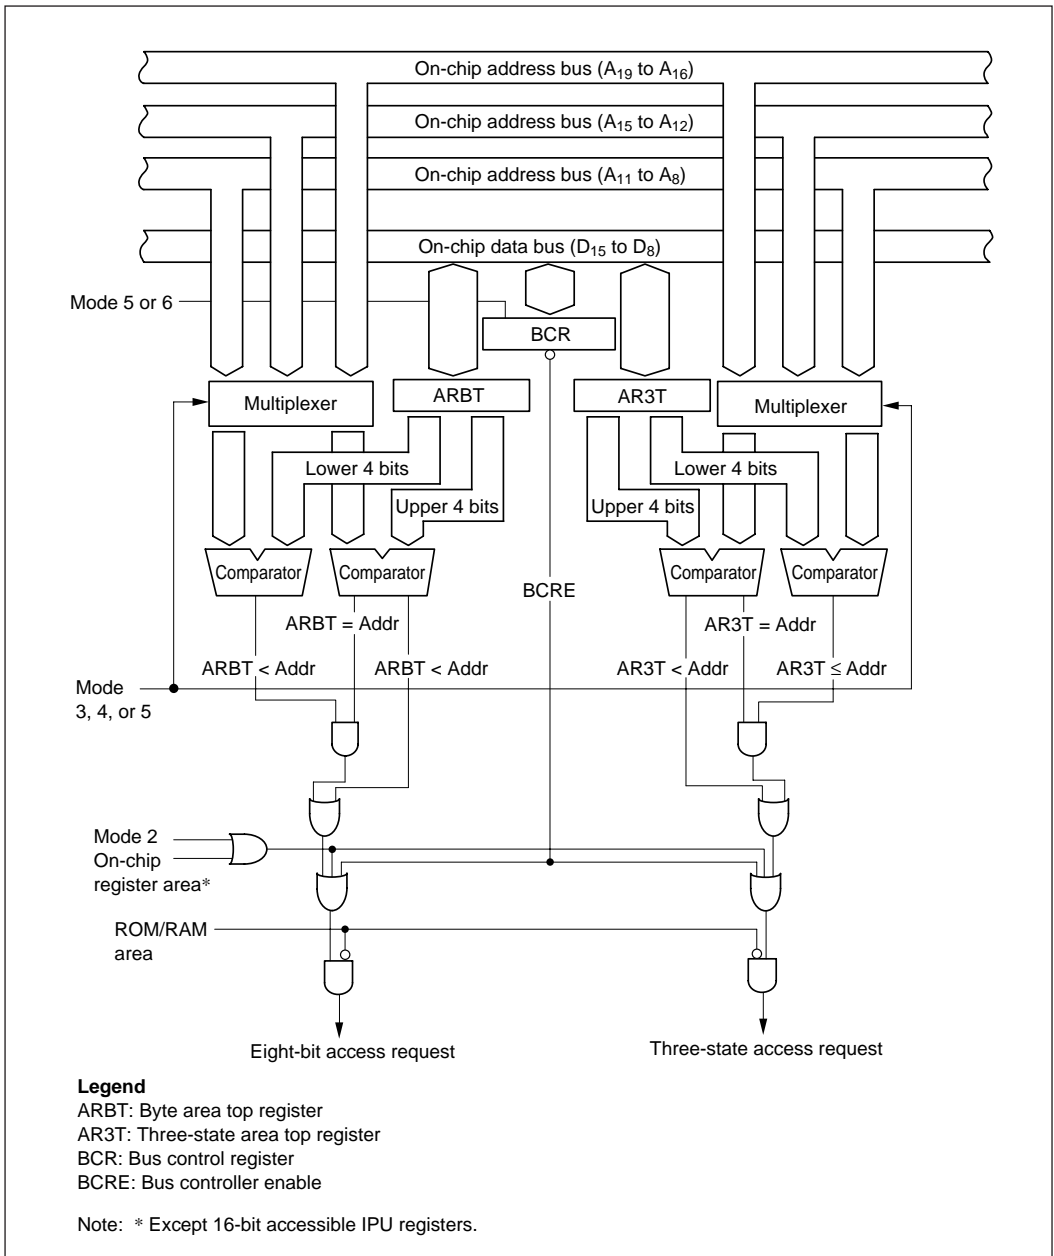 On-chip address bus (A19 to A16)
On-chip address bus (A15 to A12)
On-chip address bus (A11 to A8)
On-chip data bus (D15 to D8)
Mode 5 or 6
BCR
Multiplexer
ARBT
AR3T
Multiplexer
Lower 4 bits
Lower 4 bits
Upper 4 bits
Upper 4 bits
Comparator
Comparator
Comparator
Comparator
BCRE
ARBT = Addr
AR3T = Addr
ARBT < Addr
ARBT < Addr
AR3T < Addr
AR3T ≤ Addr
Mode
3, 4, or 5
Mode 2
On-chip
register area*
ROM/RAM
area
Eight-bit access request
Three-state access request
Legend
ARBT: Byte area top register
AR3T: Three-state area top register
BCR: Bus control register
BCRE: Bus controller enable
Note: * Except 16-bit accessible IPU registers.